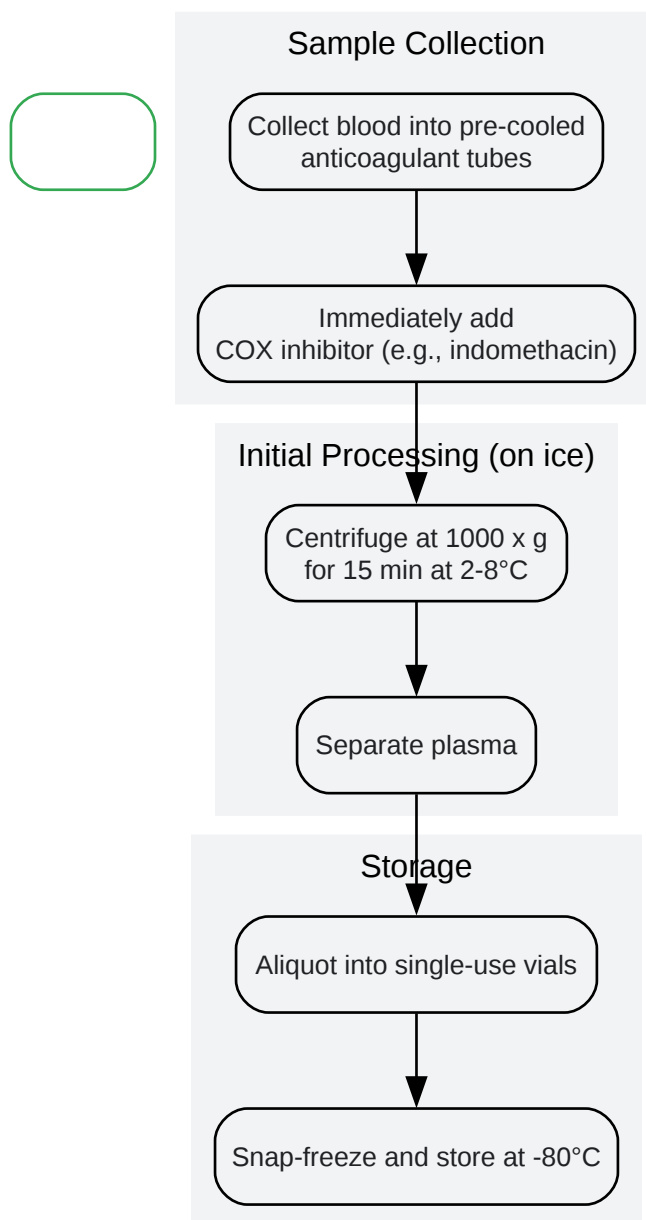 Sample Collection
Collect blood into pre-cooled
anticoagulant tubes
Immediately add
COX inhibitor (e.g., indomethacin)
Initial Processing (on ice)
Centrifuge at 1000 x g
for 15 min at 2-8°C
Separate plasma
Storage
Aliquot into single-use vials
Snap-freeze and store at -80°C